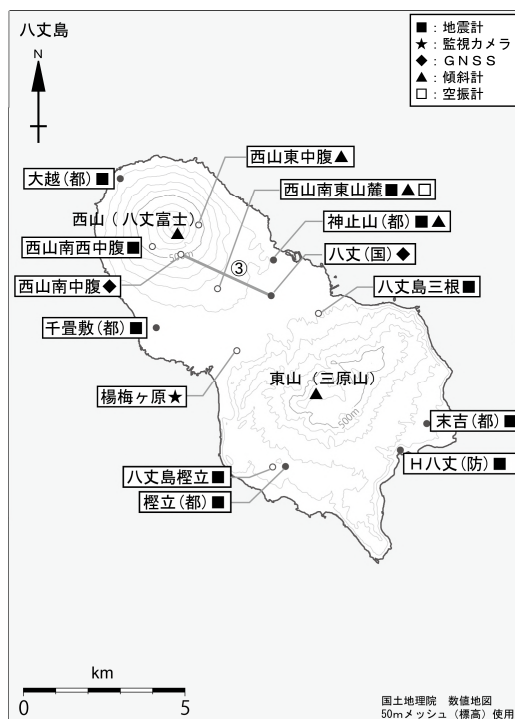 八丈島
N
■：地震計
★：監視カメラ
◆：ＧＮＳＳ
▲：傾斜計
□：空振計
西山東中腹▲
大越(都)■
西山南東山麓■▲□
西山（八丈富士）
神止山(都)■▲
西山南西中腹■
500m
③
八丈(国)◆
西山南中腹◆
八丈島三根■
千畳敷(都)■
東山（三原山）
楊梅ヶ原★
500m
末吉(都)■
Ｈ八丈(防)■
八丈島樫立■
樫立(都)■
km
0 5
国土地理院　数値地図
50mメッシュ（標高）使用